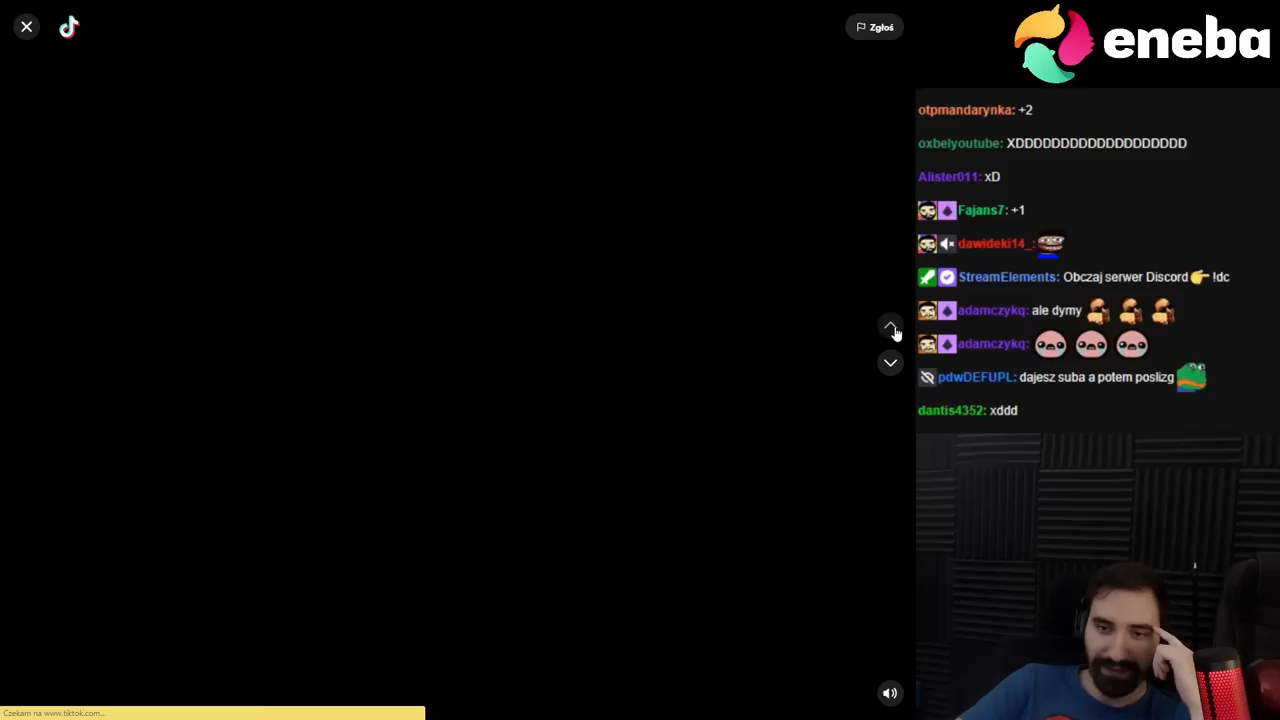 Zgłoś
eneba
otpmandarynka: +2
oxbelyoutube: XDDDDDDDDDDDDDDDDDDD
Alister011: xD
Fajans7: +1
dawideki14_:
StreamElements: Obczaj serwer Discord 👉 !dc
adamczykq: ale dymy
adamczykq:
pdwDEFUPL: dajesz suba a potem poslizg
dantis4352: xddd
Czekam na www.tiktok.com...